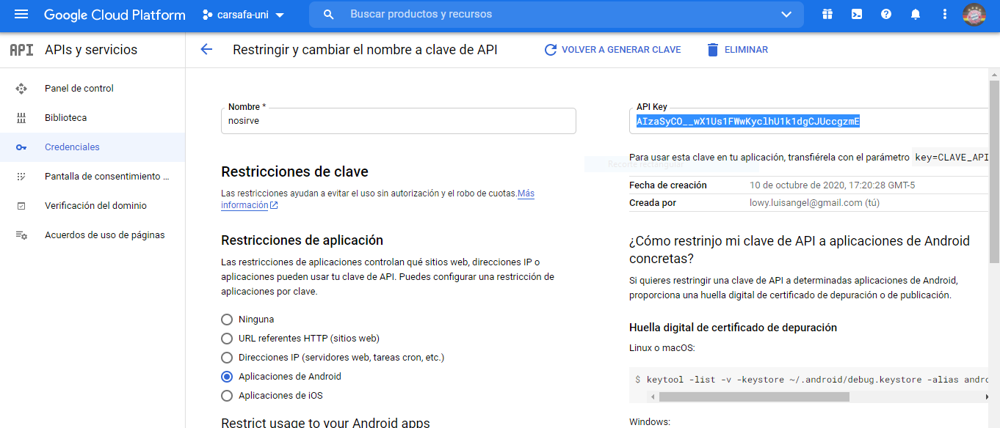 Google Cloud Platform
carsafa-uni
Buscar productos y recursos
API
APIs y servicios
Restringir y cambiar el nombre a clave de API
VOLVER A GENERAR CLAVE
ELIMINAR
Panel de control
Biblioteca
Credenciales
Pantalla de consentimiento ...
Verificación del dominio
Acuerdos de uso de páginas
Nombre *
nosirve
Restricciones de clave
Las restricciones ayudan a evitar el uso sin autorización y el robo de cuotas.Más
información
Restricciones de aplicación
Las restricciones de aplicaciones controlan qué sitios web, direcciones IP o
aplicaciones pueden usar tu clave de API. Puedes configurar una restricción de
aplicaciones por clave.
Ninguna
URL referentes HTTP (sitios web)
Direcciones IP (servidores web, tareas cron, etc.)
Aplicaciones de Android
Aplicaciones de iOS
Restrict usage to your Android apps
API Key
AIzaSyCO__wX1Us1FWwKyclhU1k1dgCJUccgzmE
Para usar esta clave en tu aplicación, transfiérela con el parámetro key=CLAVE_API
Recorte rectangular
Fecha de creación 10 de octubre de 2020, 17:20:28 GMT-5
Creada por lowy.luisangel@gmail.com (tú)
¿Cómo restrinjo mi clave de API a aplicaciones de Android
concretas?
Si quieres restringir una clave de API a determinadas aplicaciones de Android,
proporciona una huella digital de certificado de depuración o de publicación.
Huella digital de certificado de depuración
Linux o macOS:
$ keytool -list -v -keystore ~/.android/debug.keystore -alias andro
Windows: